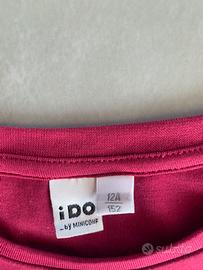 iDO
...by MINICONF
12A
152
subito